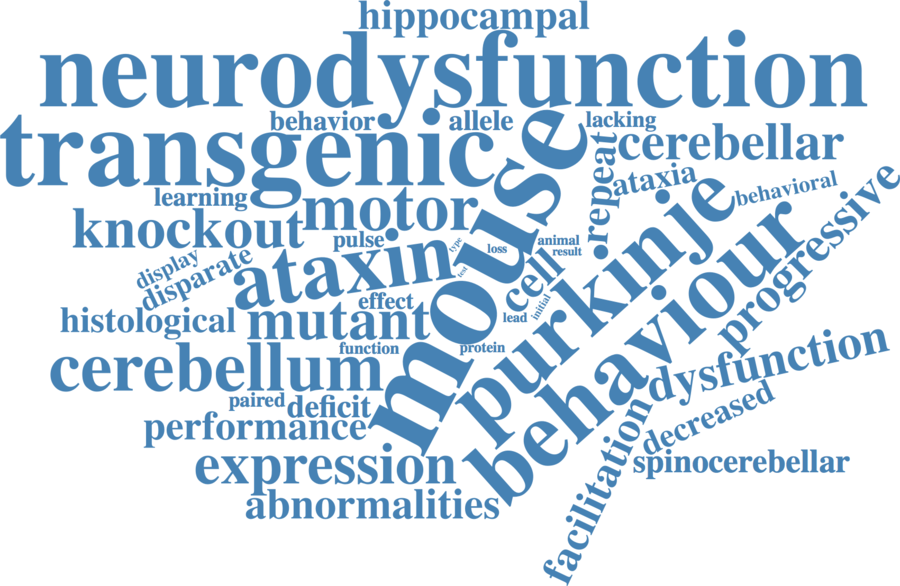 hippocampal
neurodysfunction
behavior
allele
lacking
transgenic
mouse
repeat
cerebellar
ataxia
behavioral
learning
knockout
motor
pulse
type
loss
animal
result
purkinje
progressive
display
disparate
ataxin
test
cell
behaviour
effect
initial
histological
mutant
lead
function
protein
cerebellum
dysfunction
paired
deficit
decreased
performance
facilitation
expression
spinocerebellar
abnormalities